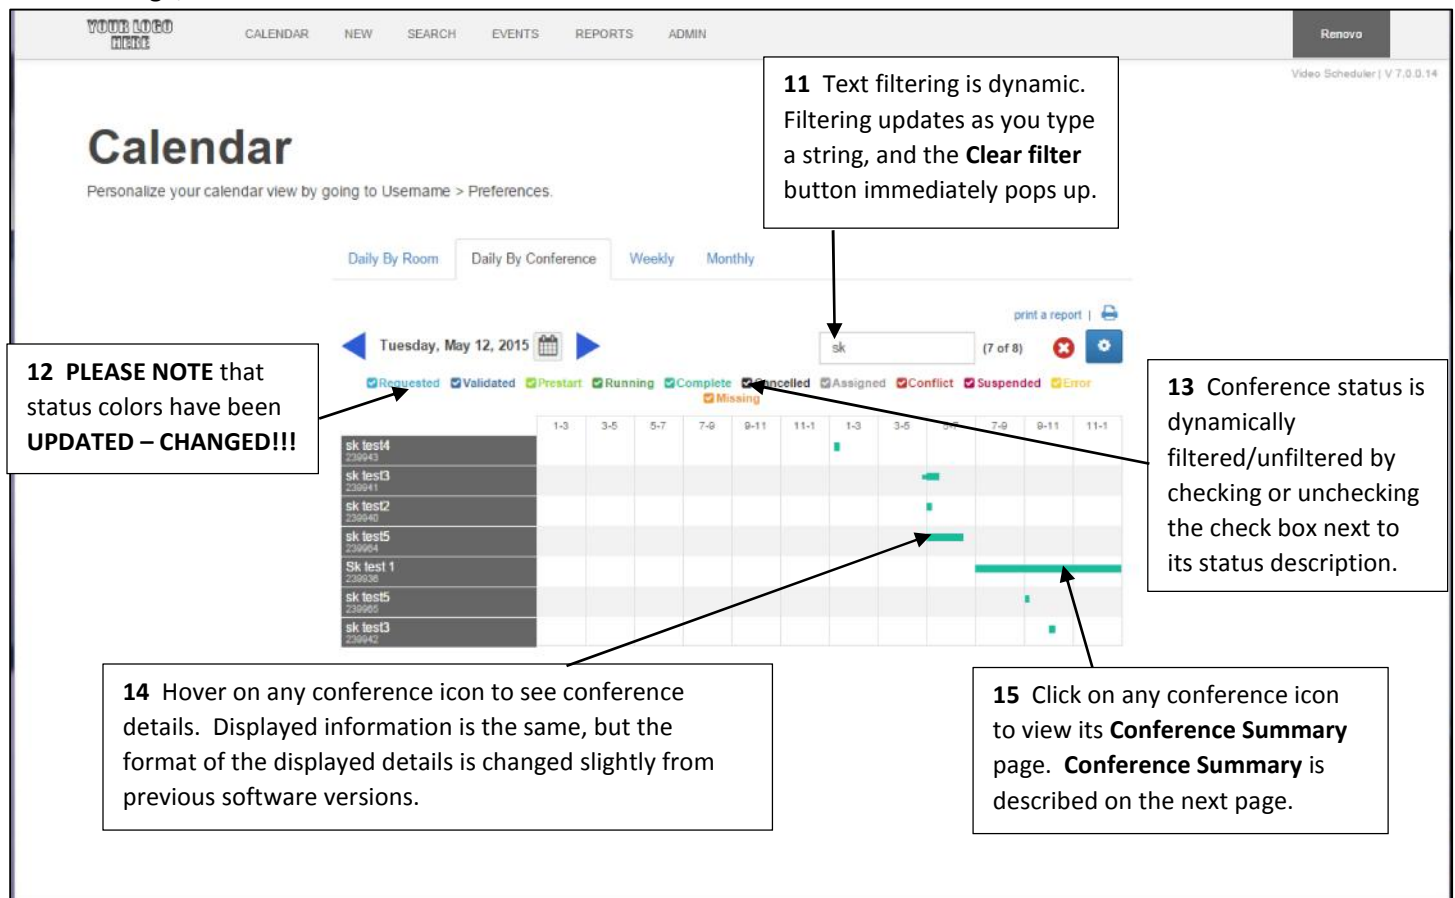 YOUR LOGO
HERE
CALENDAR NEW SEARCH EVENTS REPORTS ADMIN
Renovo
Video Scheduler | V 7.0.0.14
11 Text filtering is dynamic.
Filtering updates as you type
a string, and the Clear filter
button immediately pops up.
Calendar
Personalize your calendar view by going to Username > Preferences.
Daily By Room Daily By Conference Weekly Monthly
print a report |
Tuesday, May 12, 2015
sk
(7 of 8)
Requested Validated Prestart Running Complete Cancelled Assigned Conflict Suspended Error
Missing
12 PLEASE NOTE that
status colors have been
UPDATED – CHANGED!!!
13 Conference status is
dynamically
filtered/unfiltered by
checking or unchecking
the check box next to
its status description.
1-3 3-5 5-7 7-9 9-11 11-1 1-3 3-5 5-7 7-9 9-11 11-1
sk test4
239943
sk test3
239941
sk test2
239940
sk test5
239964
Sk test 1
239936
sk test5
239965
sk test3
239942
14 Hover on any conference icon to see conference
details. Displayed information is the same, but the
format of the displayed details is changed slightly from
previous software versions.
15 Click on any conference icon
to view its Conference Summary
page. Conference Summary is
described on the next page.